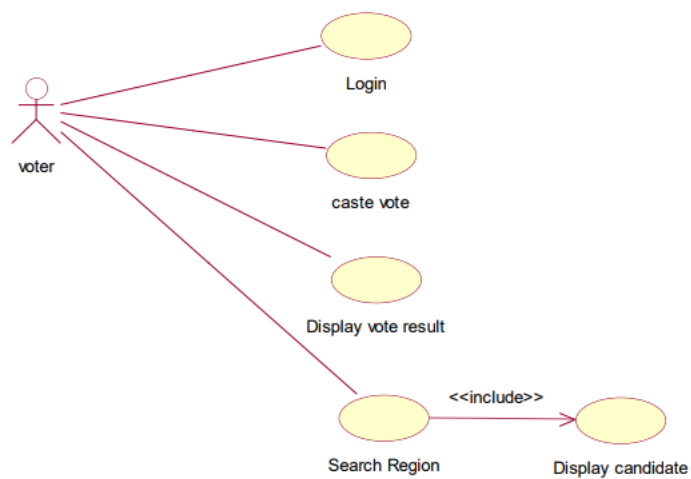 Login
voter
caste vote
Display vote result
<<include>>
Search Region
Display candidate